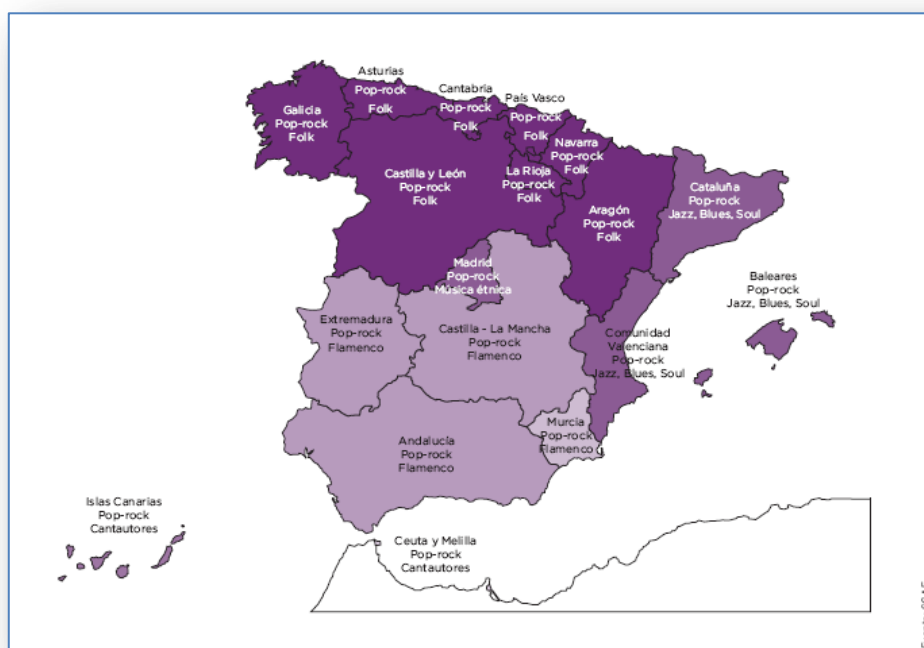 Asturias
Pop-rock
Folk
Cantabria
Pop-rock
Folk
País Vasco
Pop-rock
Folk
Galicia
Pop-rock
Folk
Navarra
Pop-rock
Folk
Castilla y León
Pop-rock
Folk
La Rioja
Pop-rock
Folk
Aragón
Pop-rock
Folk
Cataluña
Pop-rock
Jazz, Blues, Soul
Madrid
Pop-rock
Música étnica
Baleares
Pop-rock
Jazz, Blues, Soul
Extremadura
Pop-rock
Flamenco
Castilla - La Mancha
Pop-rock
Flamenco
Comunidad
Valenciana
Pop-rock
Jazz, Blues, Soul
Murcia
Pop-rock
Flamenco
Andalucía
Pop-rock
Flamenco
Islas Canarias
Pop-rock
Cantautores
Ceuta y Melilla
Pop-rock
Cantautores